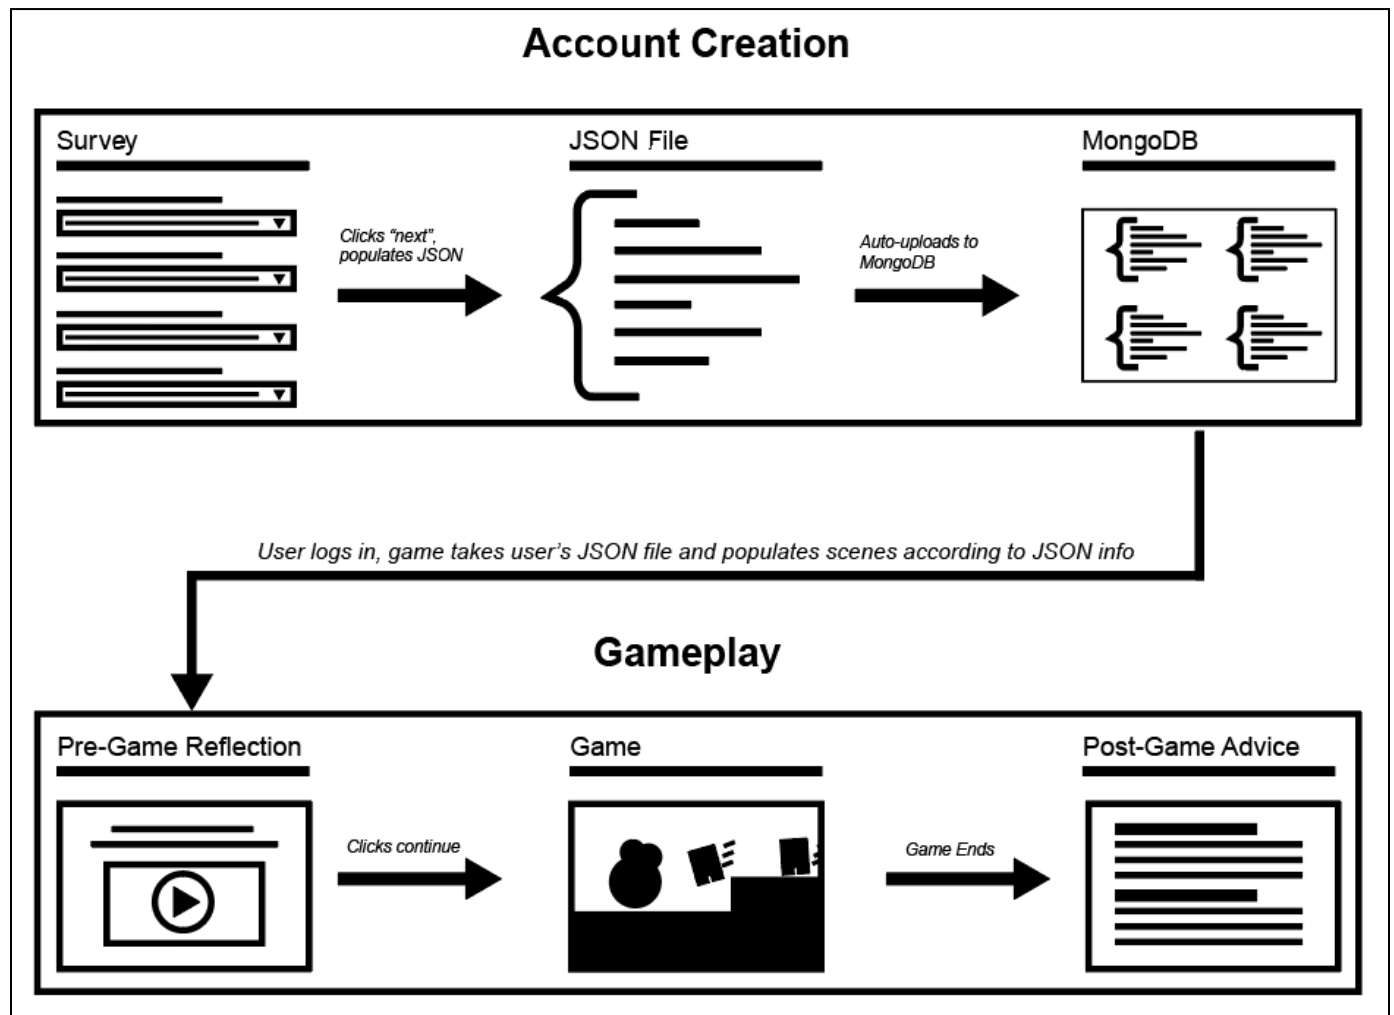 Account Creation
Survey
JSON File
MongoDB
Clicks “next”,
populates JSON
Auto-uploads to
MongoDB
User logs in, game takes user’s JSON file and populates scenes according to JSON info
Gameplay
Pre-Game Reflection
Game
Post-Game Advice
Clicks continue
Game Ends